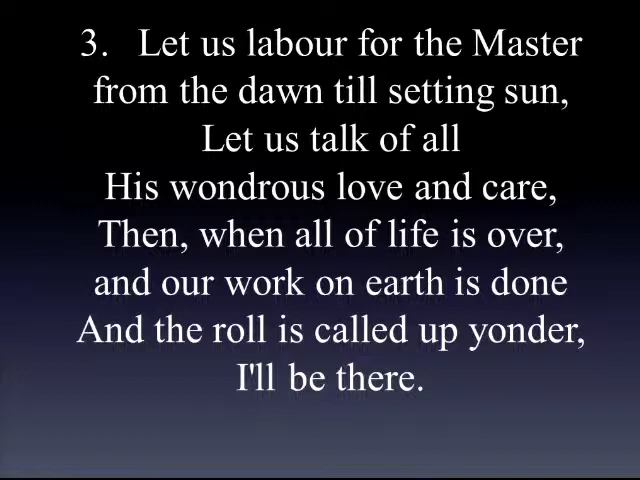 3. Let us labour for the Master
from the dawn till setting sun,
Let us talk of all
His wondrous love and care,
Then, when all of life is over,
and our work on earth is done
And the roll is called up yonder,
I'll be there.